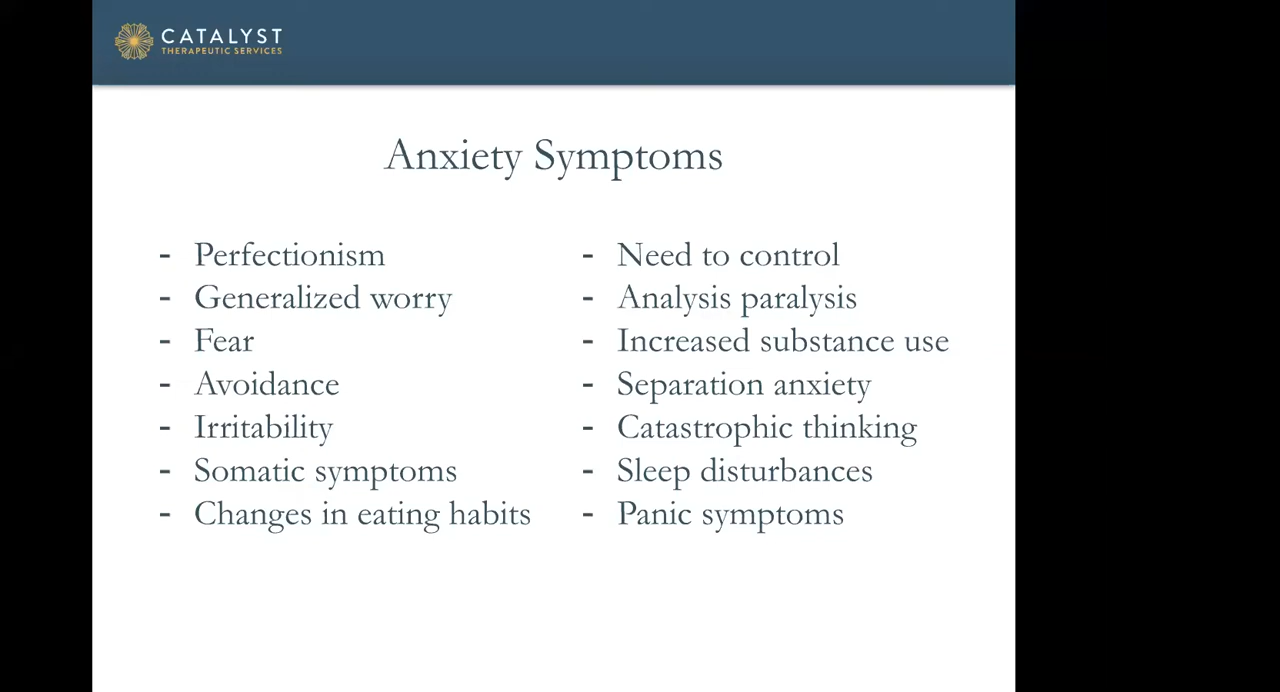 CATALYST
THERAPEUTIC SERVICES
Anxiety Symptoms
- Perfectionism
- Generalized worry
- Fear
- Avoidance
- Irritability
- Somatic symptoms
- Changes in eating habits
- Need to control
- Analysis paralysis
- Increased substance use
- Separation anxiety
- Catastrophic thinking
- Sleep disturbances
- Panic symptoms